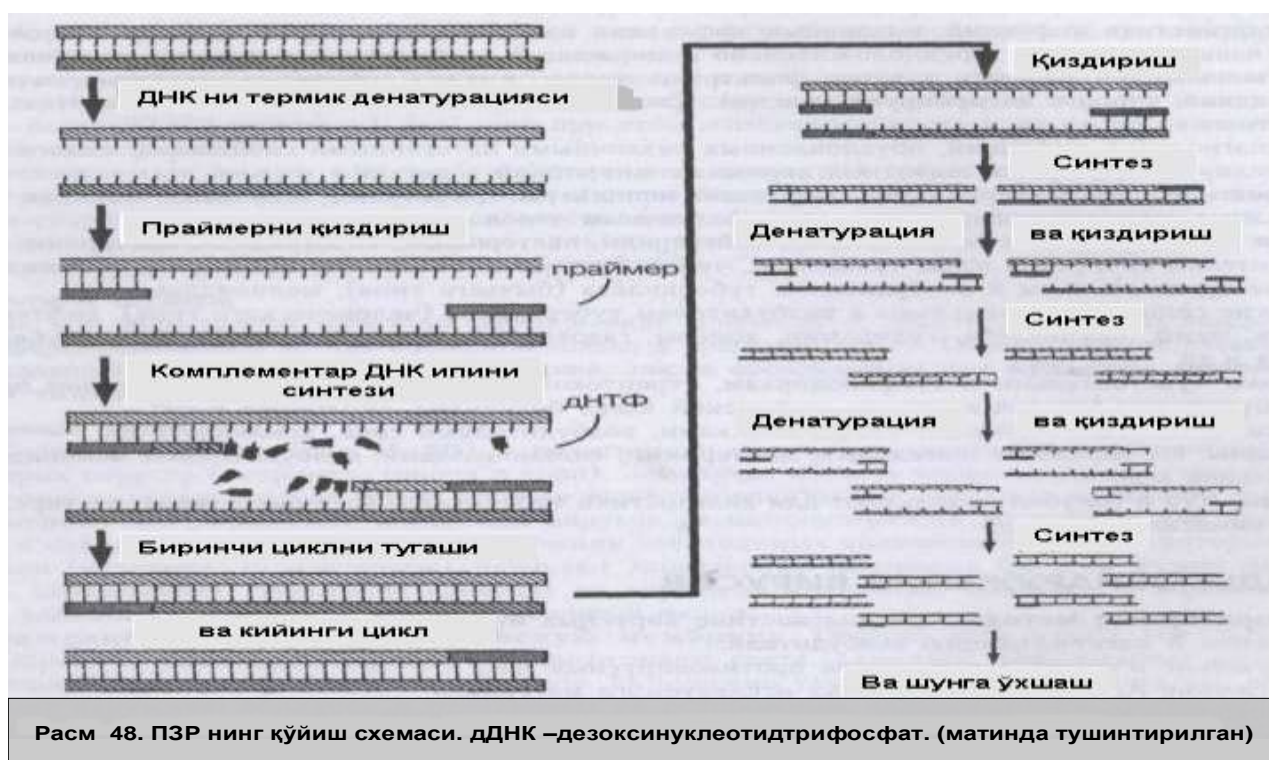 ДНК ни термик денатурацияси
Праймерни қиздириш
праймер
Комплементар ДНК ипини
синтези
дНТФ
Биринчи циклни тугаши
ва кийинги цикл
Қиздириш
Синтез
Денатурация
ва қиздириш
Синтез
Денатурация
ва қиздириш
Синтез
Ва шунга ўхшаш
Расм 48. ПЗР нинг қўйиш схемаси. дДНК –дезоксинуклеотидтрифосфат. (матинда тушинтирилган)